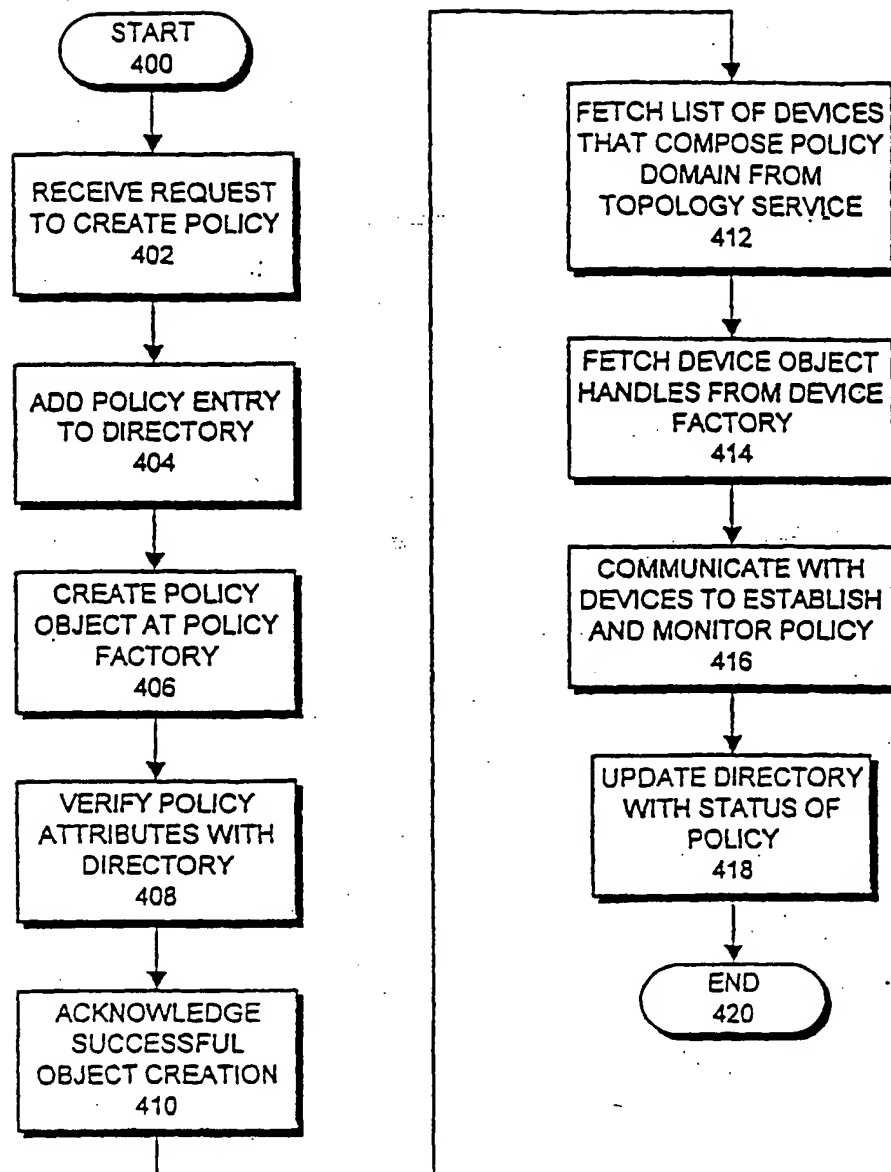 START
400
RECEIVE REQUEST
TO CREATE POLICY
402
ADD POLICY ENTRY
TO DIRECTORY
404
CREATE POLICY
OBJECT AT POLICY
FACTORY
406
VERIFY POLICY
ATTRIBUTES WITH
DIRECTORY
408
ACKNOWLEDGE
SUCCESSFUL
OBJECT CREATION
410
FETCH LIST OF DEVICES
THAT COMPOSE POLICY
DOMAIN FROM
TOPOLOGY SERVICE
412
FETCH DEVICE OBJECT
HANDLES FROM DEVICE
FACTORY
414
COMMUNICATE WITH
DEVICES TO ESTABLISH
AND MONITOR POLICY
416
UPDATE DIRECTORY
WITH STATUS OF
POLICY
418
END
420